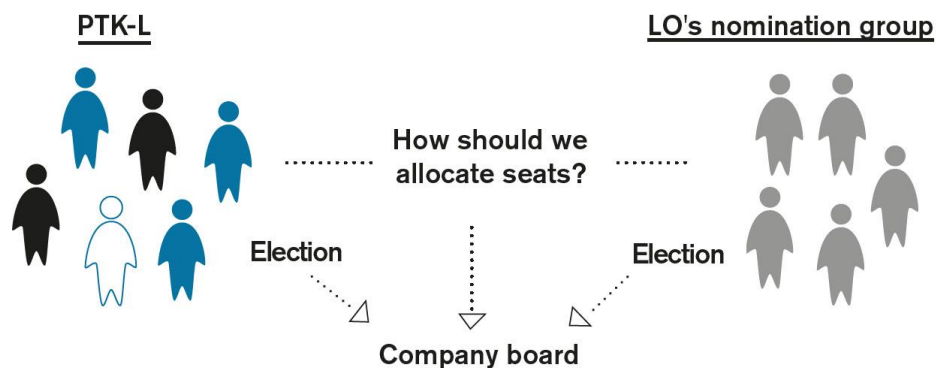 PTK-L
LO's nomination group
How should we
allocate seats?
Election
Election
Company board